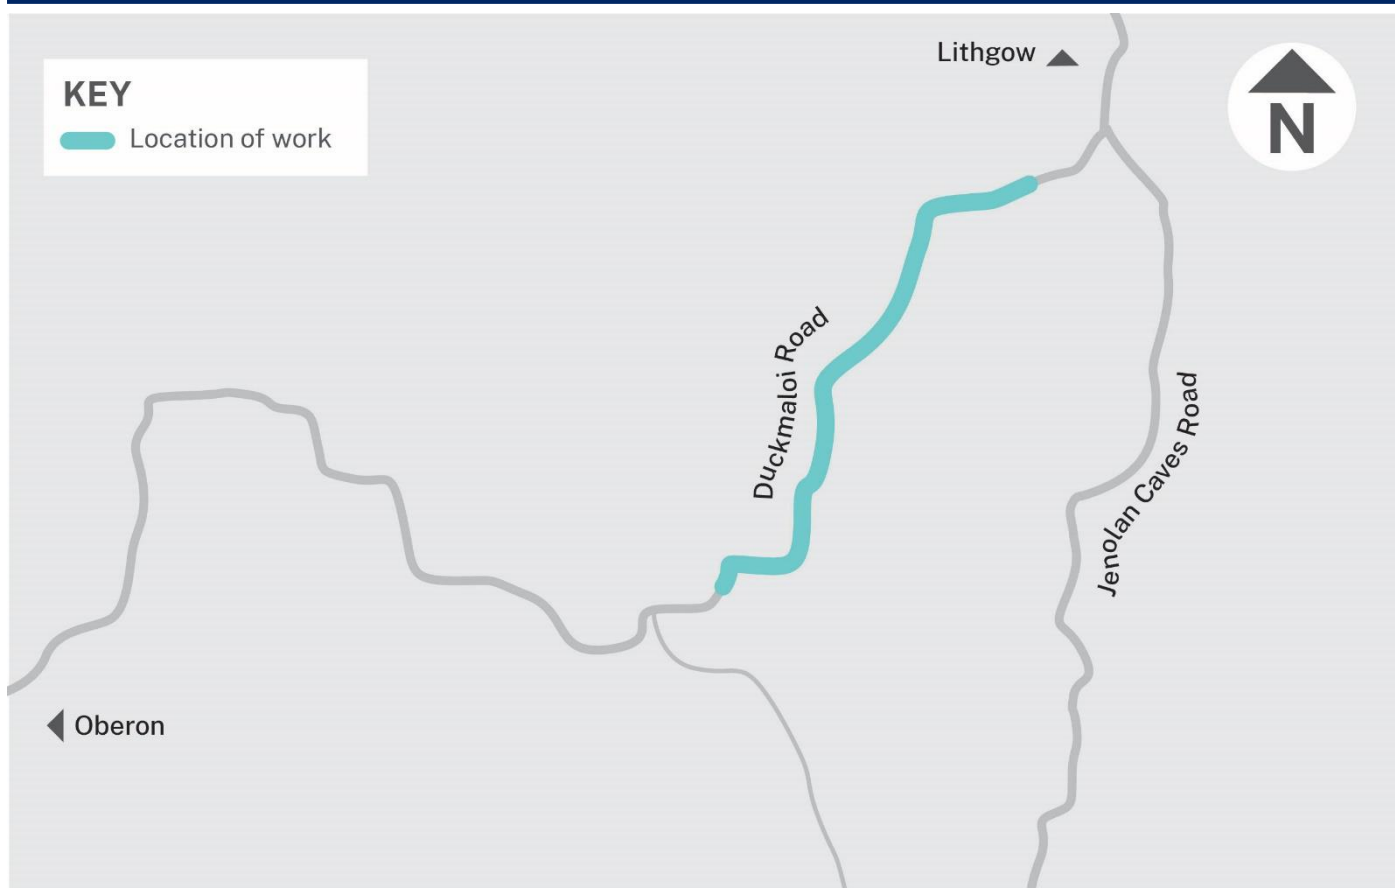 Lithgow
KEY
Location of work
N
Duckmaloi Road
Jenolan Caves Road
Oberon